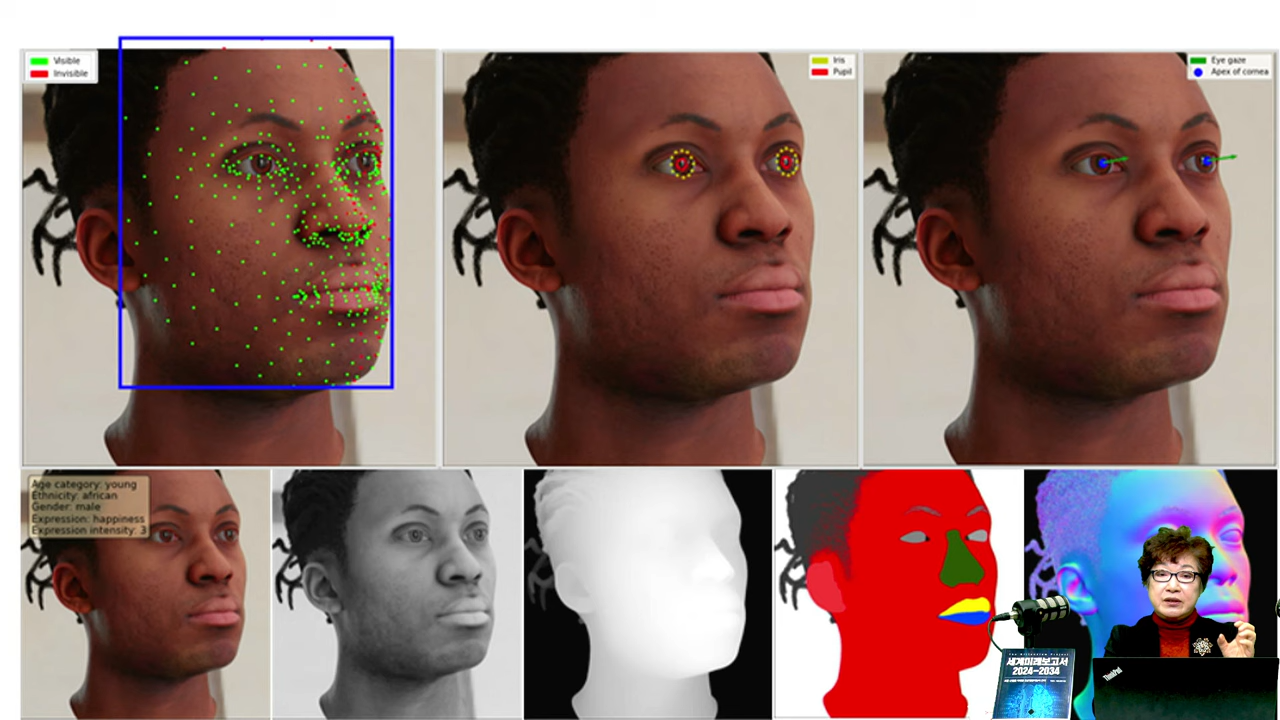 Visible
Invisible
Iris
Pupil
Eye gaze
Apex of cornea
Age category: young
Ethnicity: african
Gender: male
Expression: happiness
Expression intensity: 3
세계미래보고서
2024-2034
ThinkPad